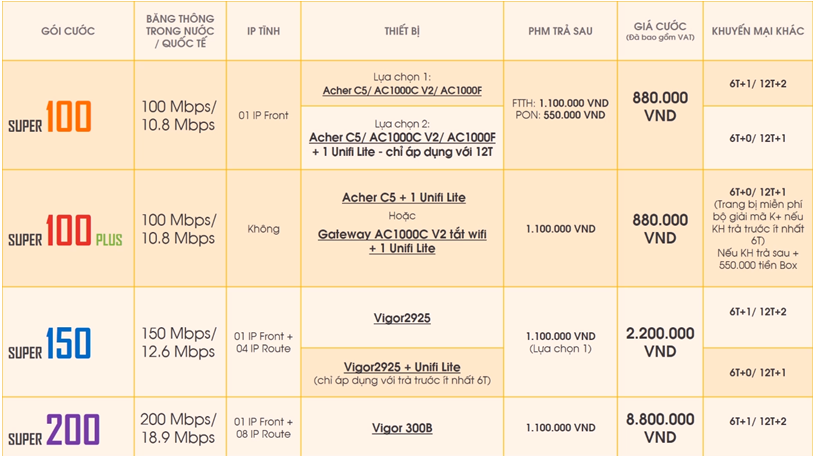 GÓI CƯỚC
BĂNG THÔNG
TRONG NƯỚC
/ QUỐC TẾ
IP TĨNH
THIẾT BỊ
PHM TRẢ SAU
GIÁ CƯỚC
(Đã bao gồm VAT)
KHUYẾN MẠI KHÁC
SUPER 100
100 Mbps/
10.8 Mbps
01 IP Front
Lựa chọn 1:
Acher C5/ AC1000C V2/ AC1000F
Lựa chọn 2:
Acher C5/ AC1000C V2/ AC1000F
+ 1 Unifi Lite - chỉ áp dụng với 12T
FTTH: 1.100.000 VND
PON: 550.000 VND
880.000
VND
6T+1/ 12T+2
6T+0/ 12T+1
SUPER 100 PLUS
100 Mbps/
10.8 Mbps
Không
Acher C5 + 1 Unifi Lite
Hoặc
Gateway AC1000C V2 tắt wifi
+ 1 Unifi Lite
1.100.000 VND
880.000
VND
6T+0/ 12T+1
(Trang bị miễn phí
bộ giải mã K+ nếu
KH trả trước ít nhất
6T)
Nếu KH trả sau +
550.000 tiền Box
SUPER 150
150 Mbps/
12.6 Mbps
01 IP Front +
04 IP Route
Vigor2925
Vigor2925 + Unifi Lite
(chỉ áp dụng với trả trước ít nhất 6T)
1.100.000 VND
(Lựa chọn 1)
2.200.000
VND
6T+1/ 12T+2
6T+0/ 12T+1
SUPER 200
200 Mbps/
18.9 Mbps
01 IP Front +
08 IP Route
Vigor 300B
1.100.000 VND
8.800.000
VND
6T+1/ 12T+2